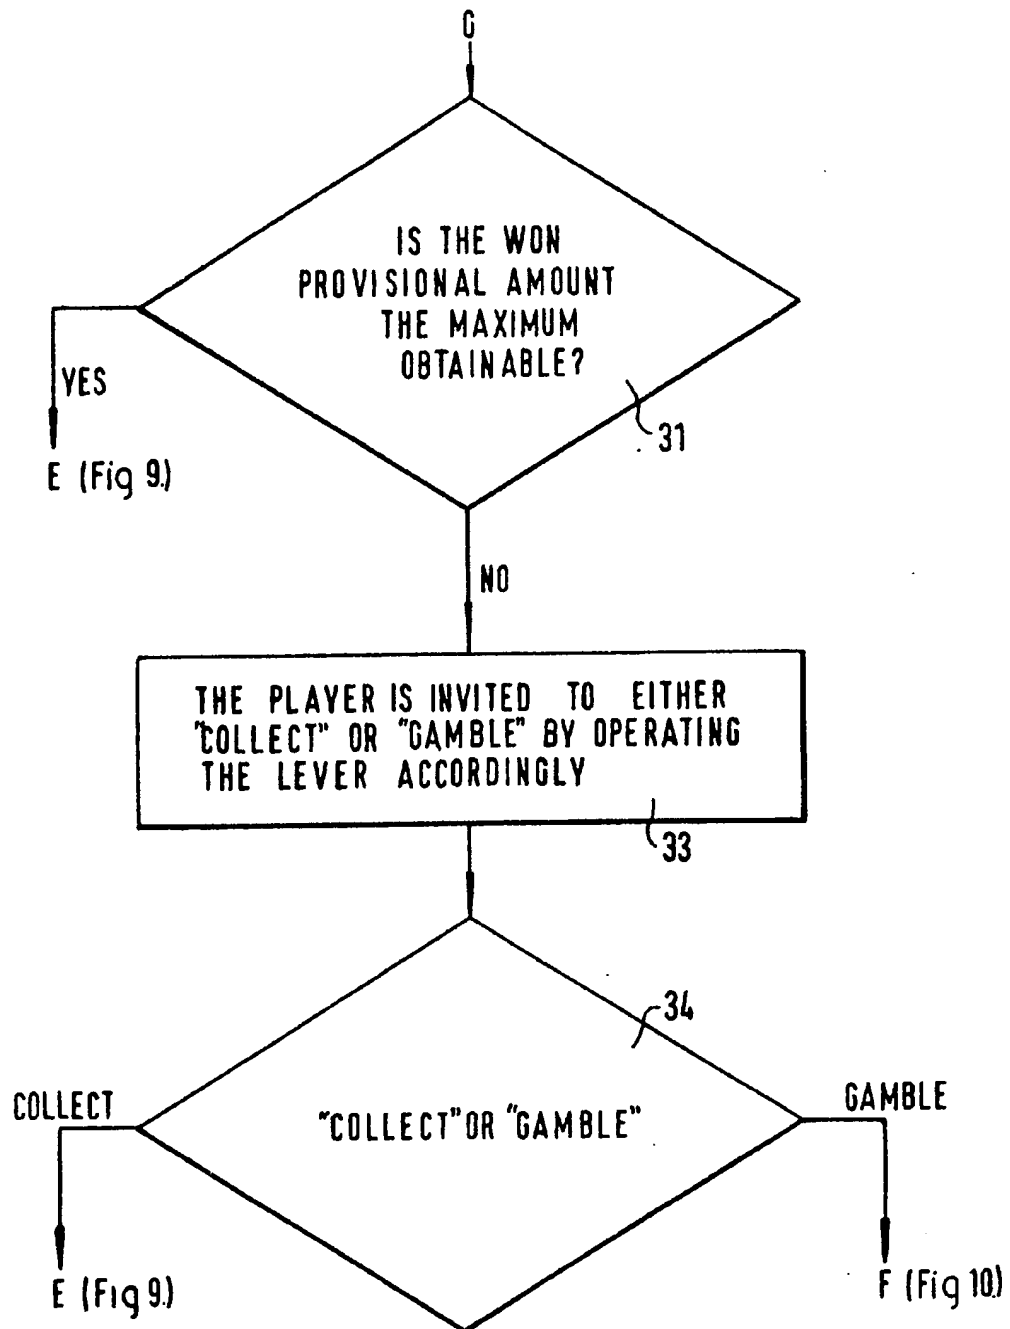 G
IS THE WON
PROVISIONAL AMOUNT
THE MAXIMUM
OBTAINABLE?
31
YES
E (Fig 9.)
NO
THE PLAYER IS INVITED TO EITHER
"COLLECT" OR "GAMBLE" BY OPERATING
THE LEVER ACCORDINGLY
33
34
COLLECT
"COLLECT" OR "GAMBLE"
GAMBLE
E (Fig 9.)
F (Fig 10.)